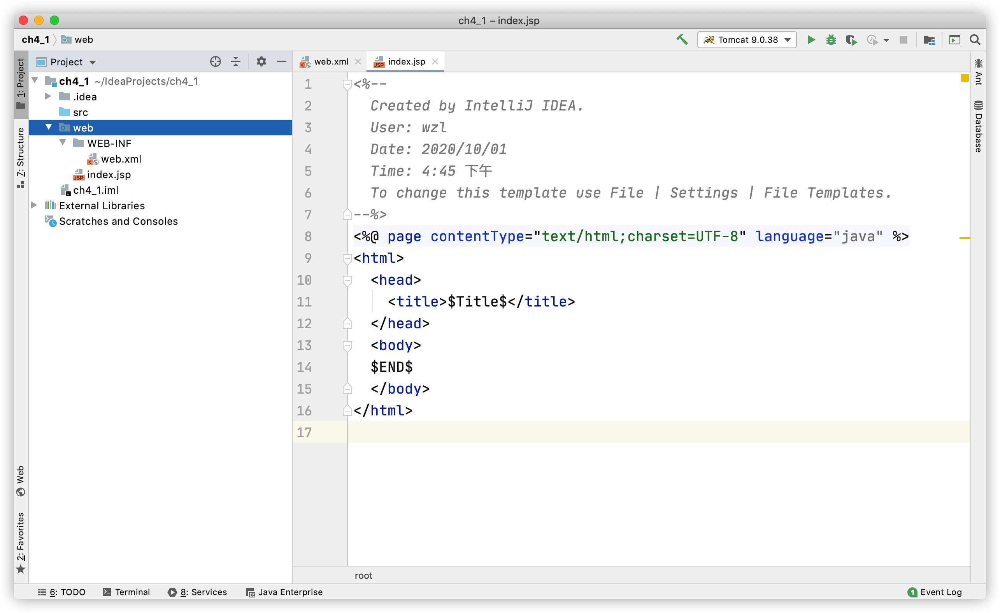 ch4_1 – index.jsp
ch4_1 web
Tomcat 9.0.38
1: Project
7: Structure
Web
2: Favorites
Project
ch4_1 ~/IdeaProjects/ch4_1
.idea
src
web
WEB-INF
web.xml
JSP index.jsp
ch4_1.iml
External Libraries
Scratches and Consoles
web.xml
JSP index.jsp
1 <%--
2 Created by IntelliJ IDEA.
3 User: wzl
4 Date: 2020/10/01
5 Time: 4:45 下午
6 To change this template use File | Settings | File Templates.
7 --%>
8 <%@ page contentType="text/html;charset=UTF-8" language="java" %>
9 <html>
10 <head>
11 <title>$Title$</title>
12 </head>
13 <body>
14 $END$
15 </body>
16 </html>
17
root
Ant
Database
6: TODO
Terminal
8: Services
EE Java Enterprise
1 Event Log